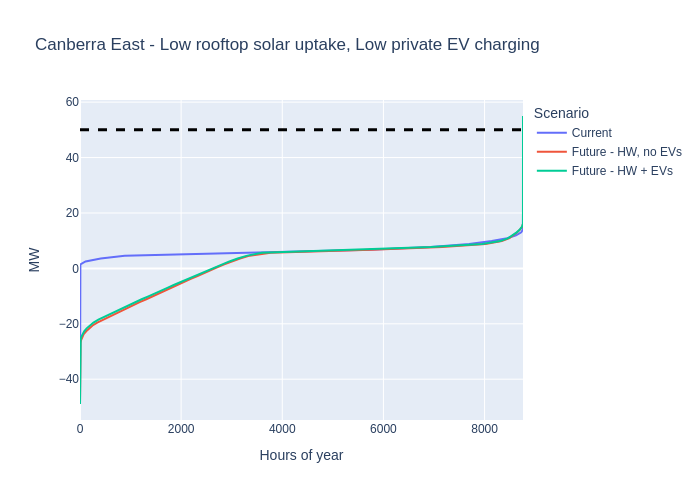 Canberra East - Low rooftop solar uptake, Low private EV charging
60
40
20
0
−20
−40
MW
0
2000
4000
6000
8000
Hours of year
Scenario
Current
Future - HW, no EVs
Future - HW + EVs